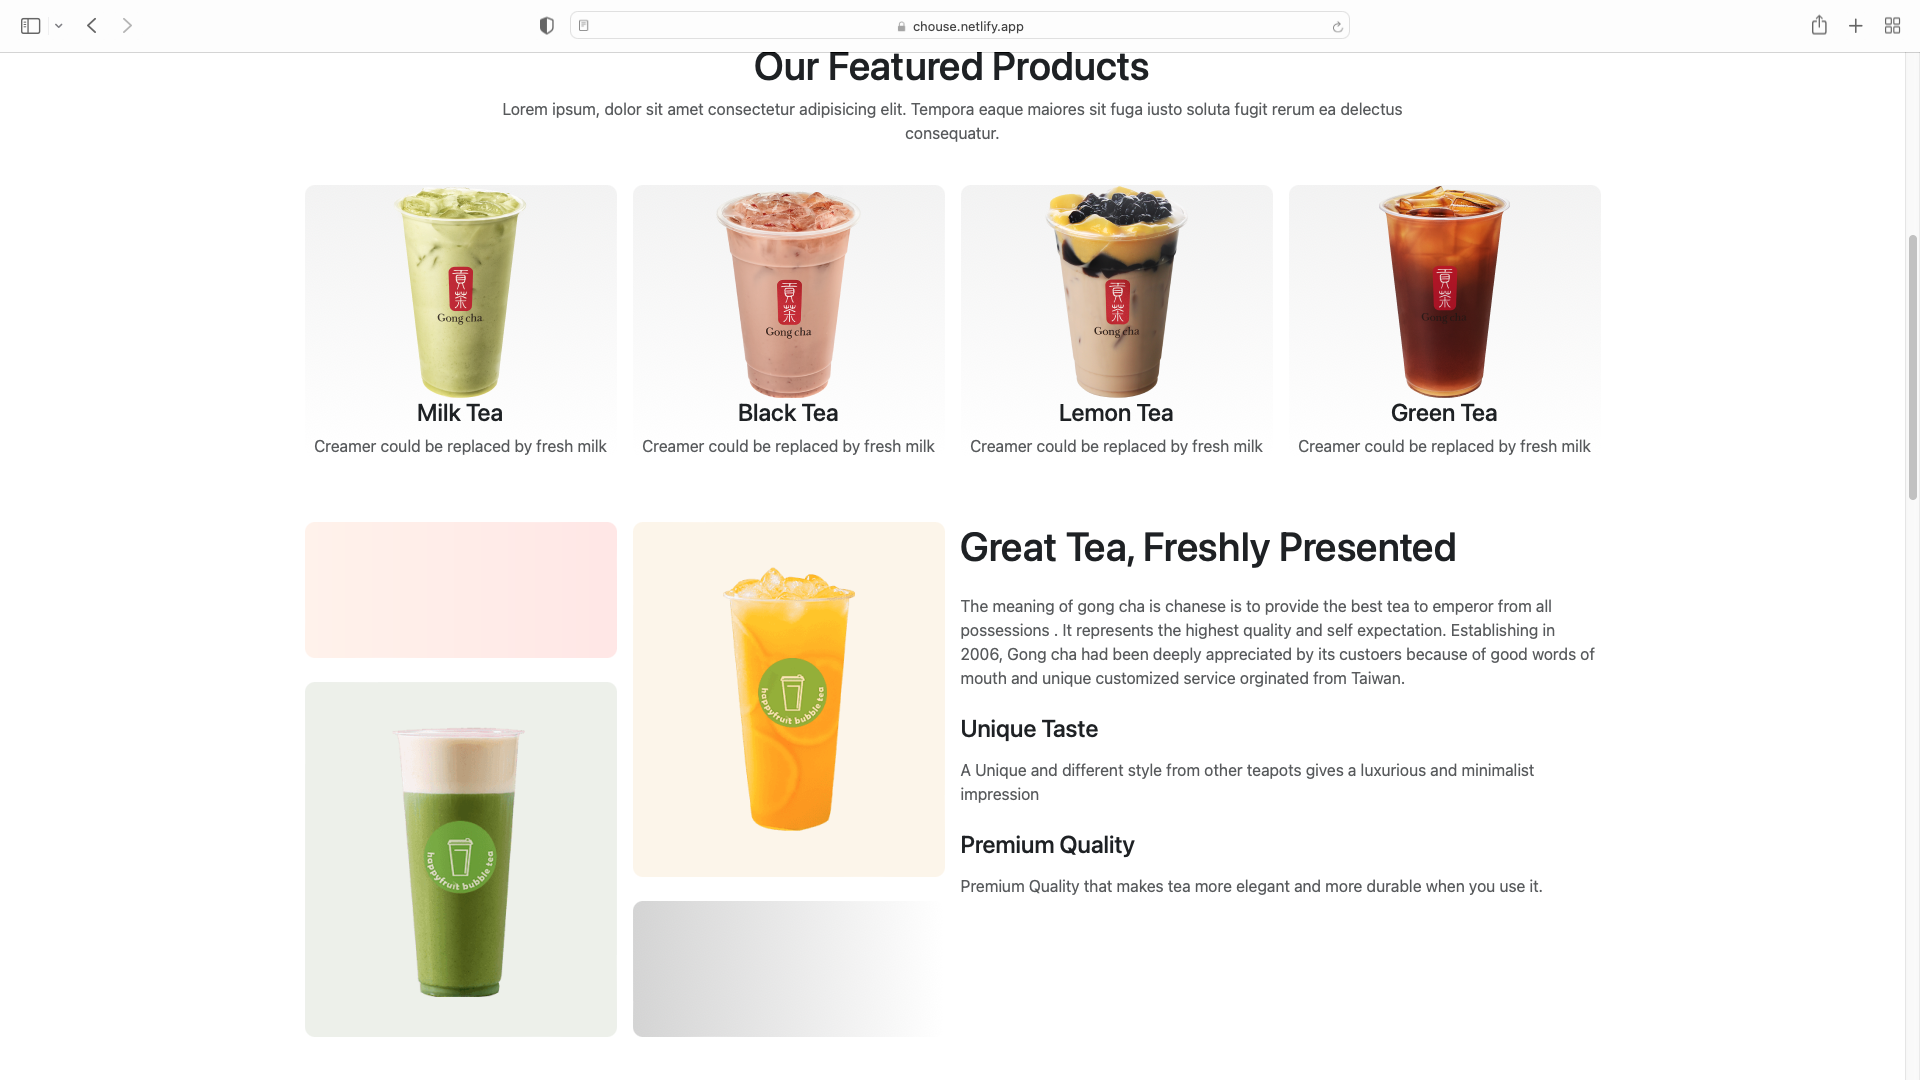 chouse.netlify.app
Our Featured Products
Lorem ipsum, dolor sit amet consectetur adipisicing elit. Tempora eaque maiores sit fuga iusto soluta fugit rerum ea delectus
consequatur.
貢茶
Gong cha
貢茶
Gong cha
貢茶
Gong cha
貢茶
Gong cha
Milk Tea
Black Tea
Lemon Tea
Green Tea
Creamer could be replaced by fresh milk
Creamer could be replaced by fresh milk
Creamer could be replaced by fresh milk
Creamer could be replaced by fresh milk
happyfruit bubble tea
happyfruit bubble tea
Great Tea, Freshly Presented
The meaning of gong cha is chanese is to provide the best tea to emperor from all
possessions . It represents the highest quality and self expectation. Establishing in
2006, Gong cha had been deeply appreciated by its custoers because of good words of
mouth and unique customized service orginated from Taiwan.
Unique Taste
A Unique and different style from other teapots gives a luxurious and minimalist
impression
Premium Quality
Premium Quality that makes tea more elegant and more durable when you use it.